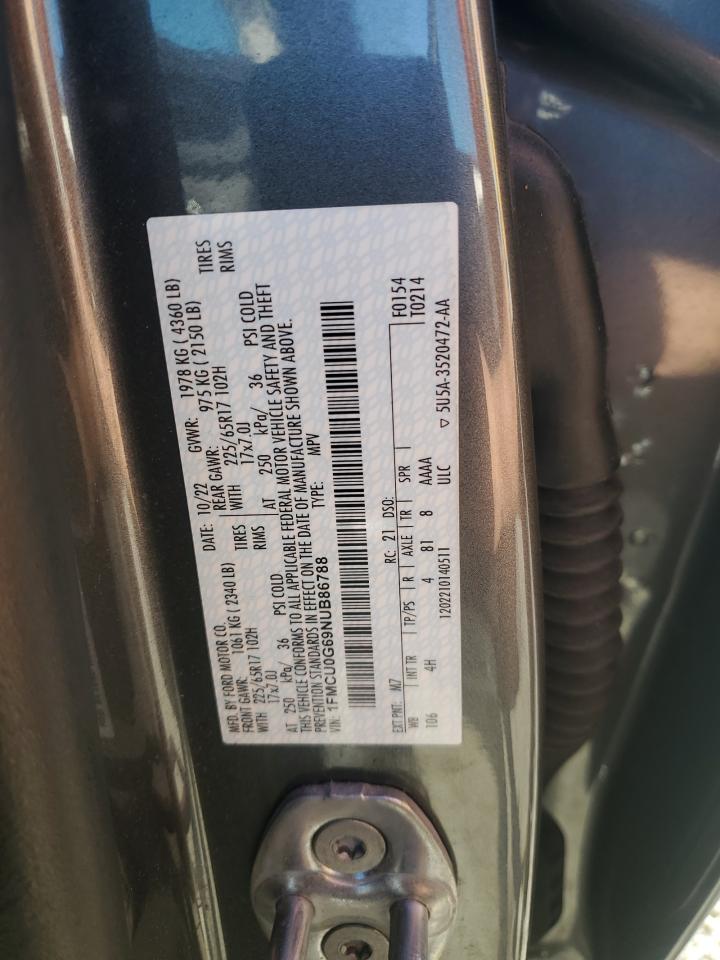 MFD. BY FORD MOTOR CO.
DATE: 10/22 GVWR: 1978 KG ( 4360 LB)
FRONT GAWR: 1061 KG ( 2340 LB) REAR GAWR: 975 KG ( 2150 LB)
WITH 225/65R17 102H TIRES WITH 225/65R17 102H TIRES
17x7.0J RIMS 17x7.0J RIMS
AT 250 kPa/ 36 PSI COLD AT 250 kPa/ 36 PSI COLD
THIS VEHICLE CONFORMS TO ALL APPLICABLE FEDERAL MOTOR VEHICLE SAFETY AND THEFT
PREVENTION STANDARDS IN EFFECT ON THE DATE OF MANUFACTURE SHOWN ABOVE.
VIN: 1FMCU0G69NUB86788 TYPE: MPV
EXT PNT: M7 RC: 21 DSO: F0154
WB INT TR TP/PS R AXLE TR SPR T0214
106 4H 4 81 8 AAAA
1202210140511 ULC ▽ 5U5A-3520472-AA